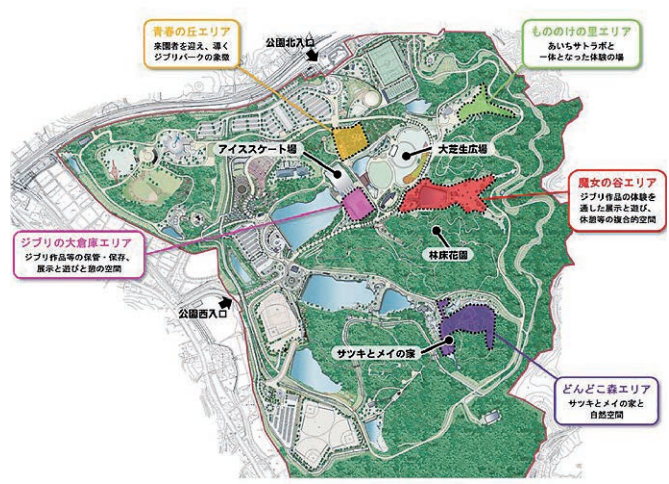 青春の丘エリア
来園者を迎え、導く
ジブリパークの象徴
公園北入口
もののけの里エリア
あいちサトラボと
一体となった体験の場
アイススケート場
大芝生広場
魔女の谷エリア
ジブリ作品の体験を
通した展示と遊び、
休憩等の複合的空間
ジブリの大倉庫エリア
ジブリ作品等の保管・保存、
展示と遊びと憩の空間
林床花園
公園西入口
サツキとメイの家
どんどこ森エリア
サツキとメイの家と
自然空間